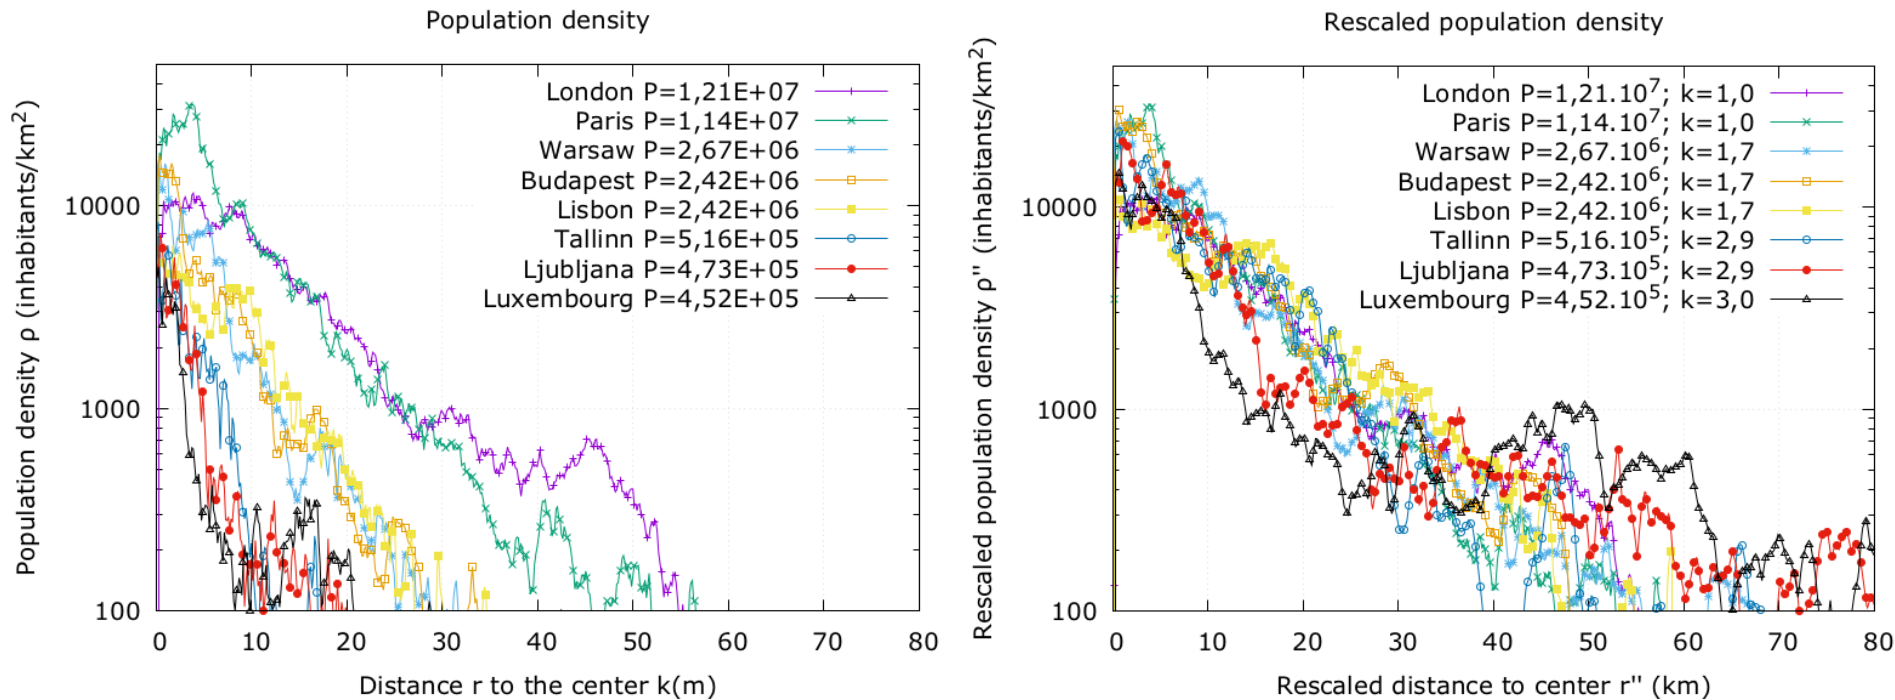 Population density
Population density ρ (inhabitants/km²)
10000
1000
100
London P=1,21E+07
Paris P=1,14E+07
Warsaw P=2,67E+06
Budapest P=2,42E+06
Lisbon P=2,42E+06
Tallinn P=5,16E+05
Ljubljana P=4,73E+05
Luxembourg P=4,52E+05
0 10 20 30 40 50 60 70 80
Distance r to the center k(m)
Rescaled population density
Rescaled population density ρ" (inhabitants/km²)
10000
1000
100
London P=1,21.10⁷; k=1,0
Paris P=1,14.10⁷; k=1,0
Warsaw P=2,67.10⁶; k=1,7
Budapest P=2,42.10⁶; k=1,7
Lisbon P=2,42.10⁶; k=1,7
Tallinn P=5,16.10⁵; k=2,9
Ljubljana P=4,73.10⁵; k=2,9
Luxembourg P=4,52.10⁵; k=3,0
0 10 20 30 40 50 60 70 80
Rescaled distance to center r" (km)